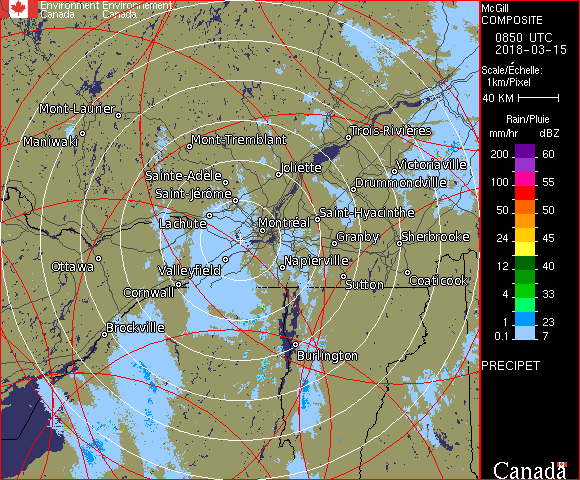 Environment Environnement
Canada Canada
McGill
COMPOSITE
0850 UTC
2018-03-15
Scale/Échelle:
1km/Pixel
40 KM
Rain/Pluie
mm/hr dBZ
200 60
100 55
50 50
24 45
12 40
4 33
1 23
0.1 7
PRECIPET
Canada
Mont-Laurier
Maniwaki
Mont-Tremblant
Trois-Rivières
Victoriaville
Joliette
Sainte-Adèle
Drummondville
Saint-Jérôme
Lachute
Saint-Hyacinthe
Montréal
Granby
Sherbrooke
Ottawa
Valleyfield
Napierville
Sutton
Coaticook
Cornwall
Brockville
Burlington